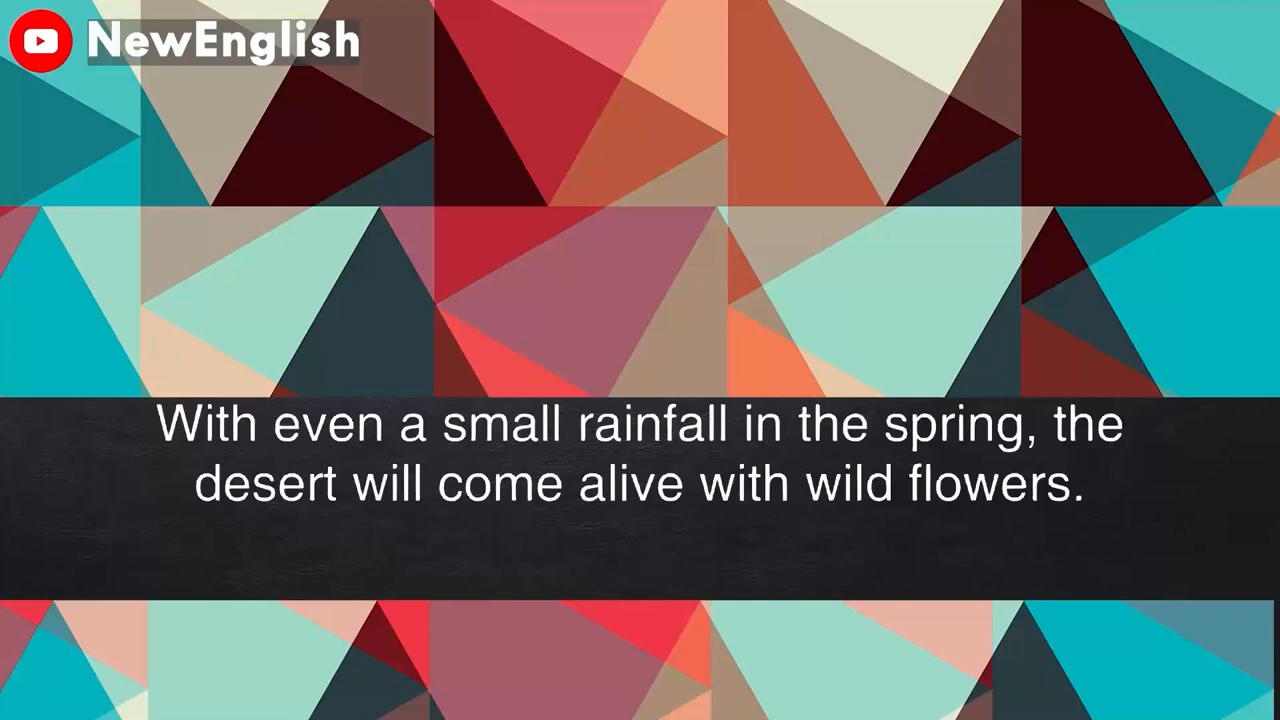 NewEnglish
With even a small rainfall in the spring, the
desert will come alive with wild flowers.